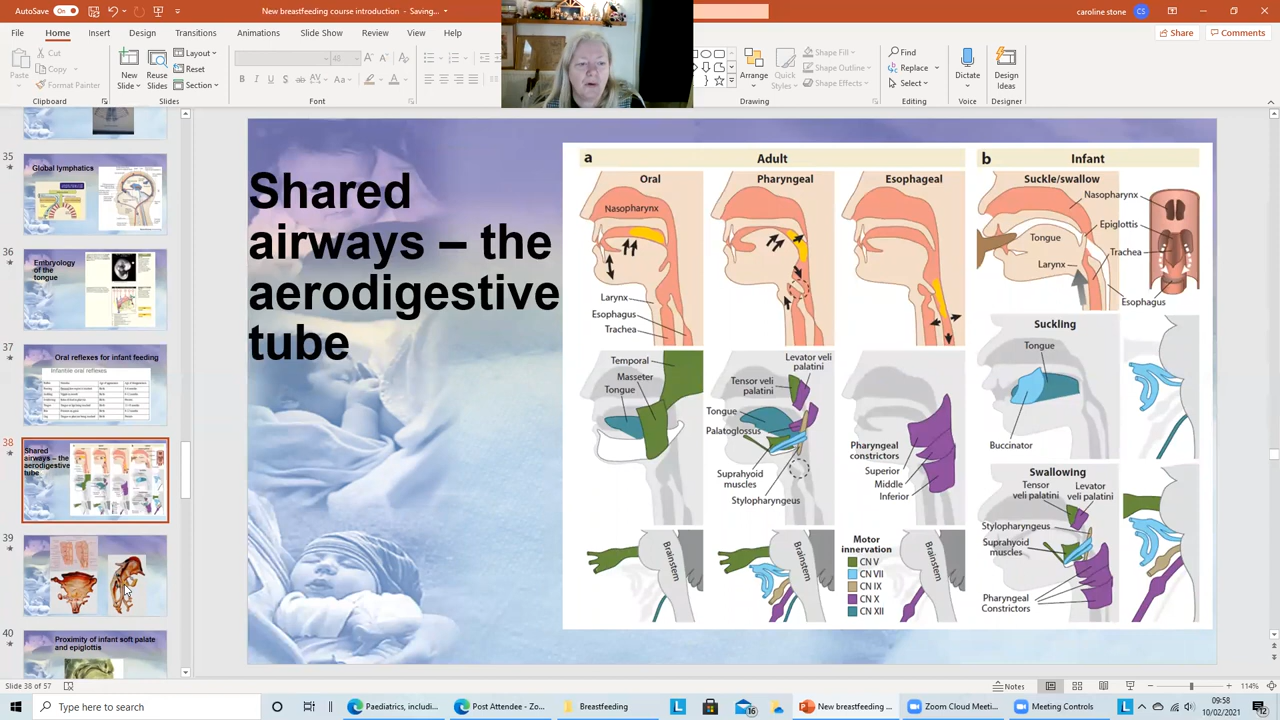 AutoSave On
New breastfeeding course introduction - Saving...
caroline stone CS
File Home Insert Design Transitions Animations Slide Show Review View Help
Share Comments
Paste
Cut
Copy
Format Painter
Clipboard
New Slide
Reuse Slides
Layout
Reset
Section
Slides
48
Font
Arrange
Quick Styles
Shape Fill
Shape Outline
Shape Effects
Drawing
Find
Replace
Select
Editing
Dictate
Voice
Design Ideas
Designer
35
Global lymphatics
36
Embryology
of the
tongue
37
Oral reflexes for infant feeding
Infantile oral reflexes
38
Shared
airways – the
aerodigestive
tube
39
40
Proximity of infant soft palate
and epiglottis
Shared
airways – the
aerodigestive
tube
a Adult
Oral Pharyngeal Esophageal
Nasopharynx
Larynx
Esophagus
Trachea
Temporal
Masseter
Tongue
Levator veli
palatini
Tensor veli
palatini
Tongue
Palatoglossus
Suprahyoid
muscles
Stylopharyngeus
Pharyngeal
constrictors
Superior
Middle
Inferior
Brainstem
Brainstem
Brainstem
Motor
innervation
CN V
CN VII
CN IX
CN X
CN XII
b Infant
Suckle/swallow
Nasopharynx
Epiglottis
Tongue
Trachea
Larynx
Esophagus
Suckling
Tongue
Buccinator
Swallowing
Tensor
veli palatini
Levator
veli palatini
Stylopharyngeus
Suprahyoid
muscles
Pharyngeal
Constrictors
Slide 38 of 57
Notes
114%
Type here to search
Paediatrics, includi...
Post Attendee - Zo...
Breastfeeding
16
New breastfeeding ...
Zoom Cloud Meeti...
Meeting Controls
09:58
10/02/2021
12